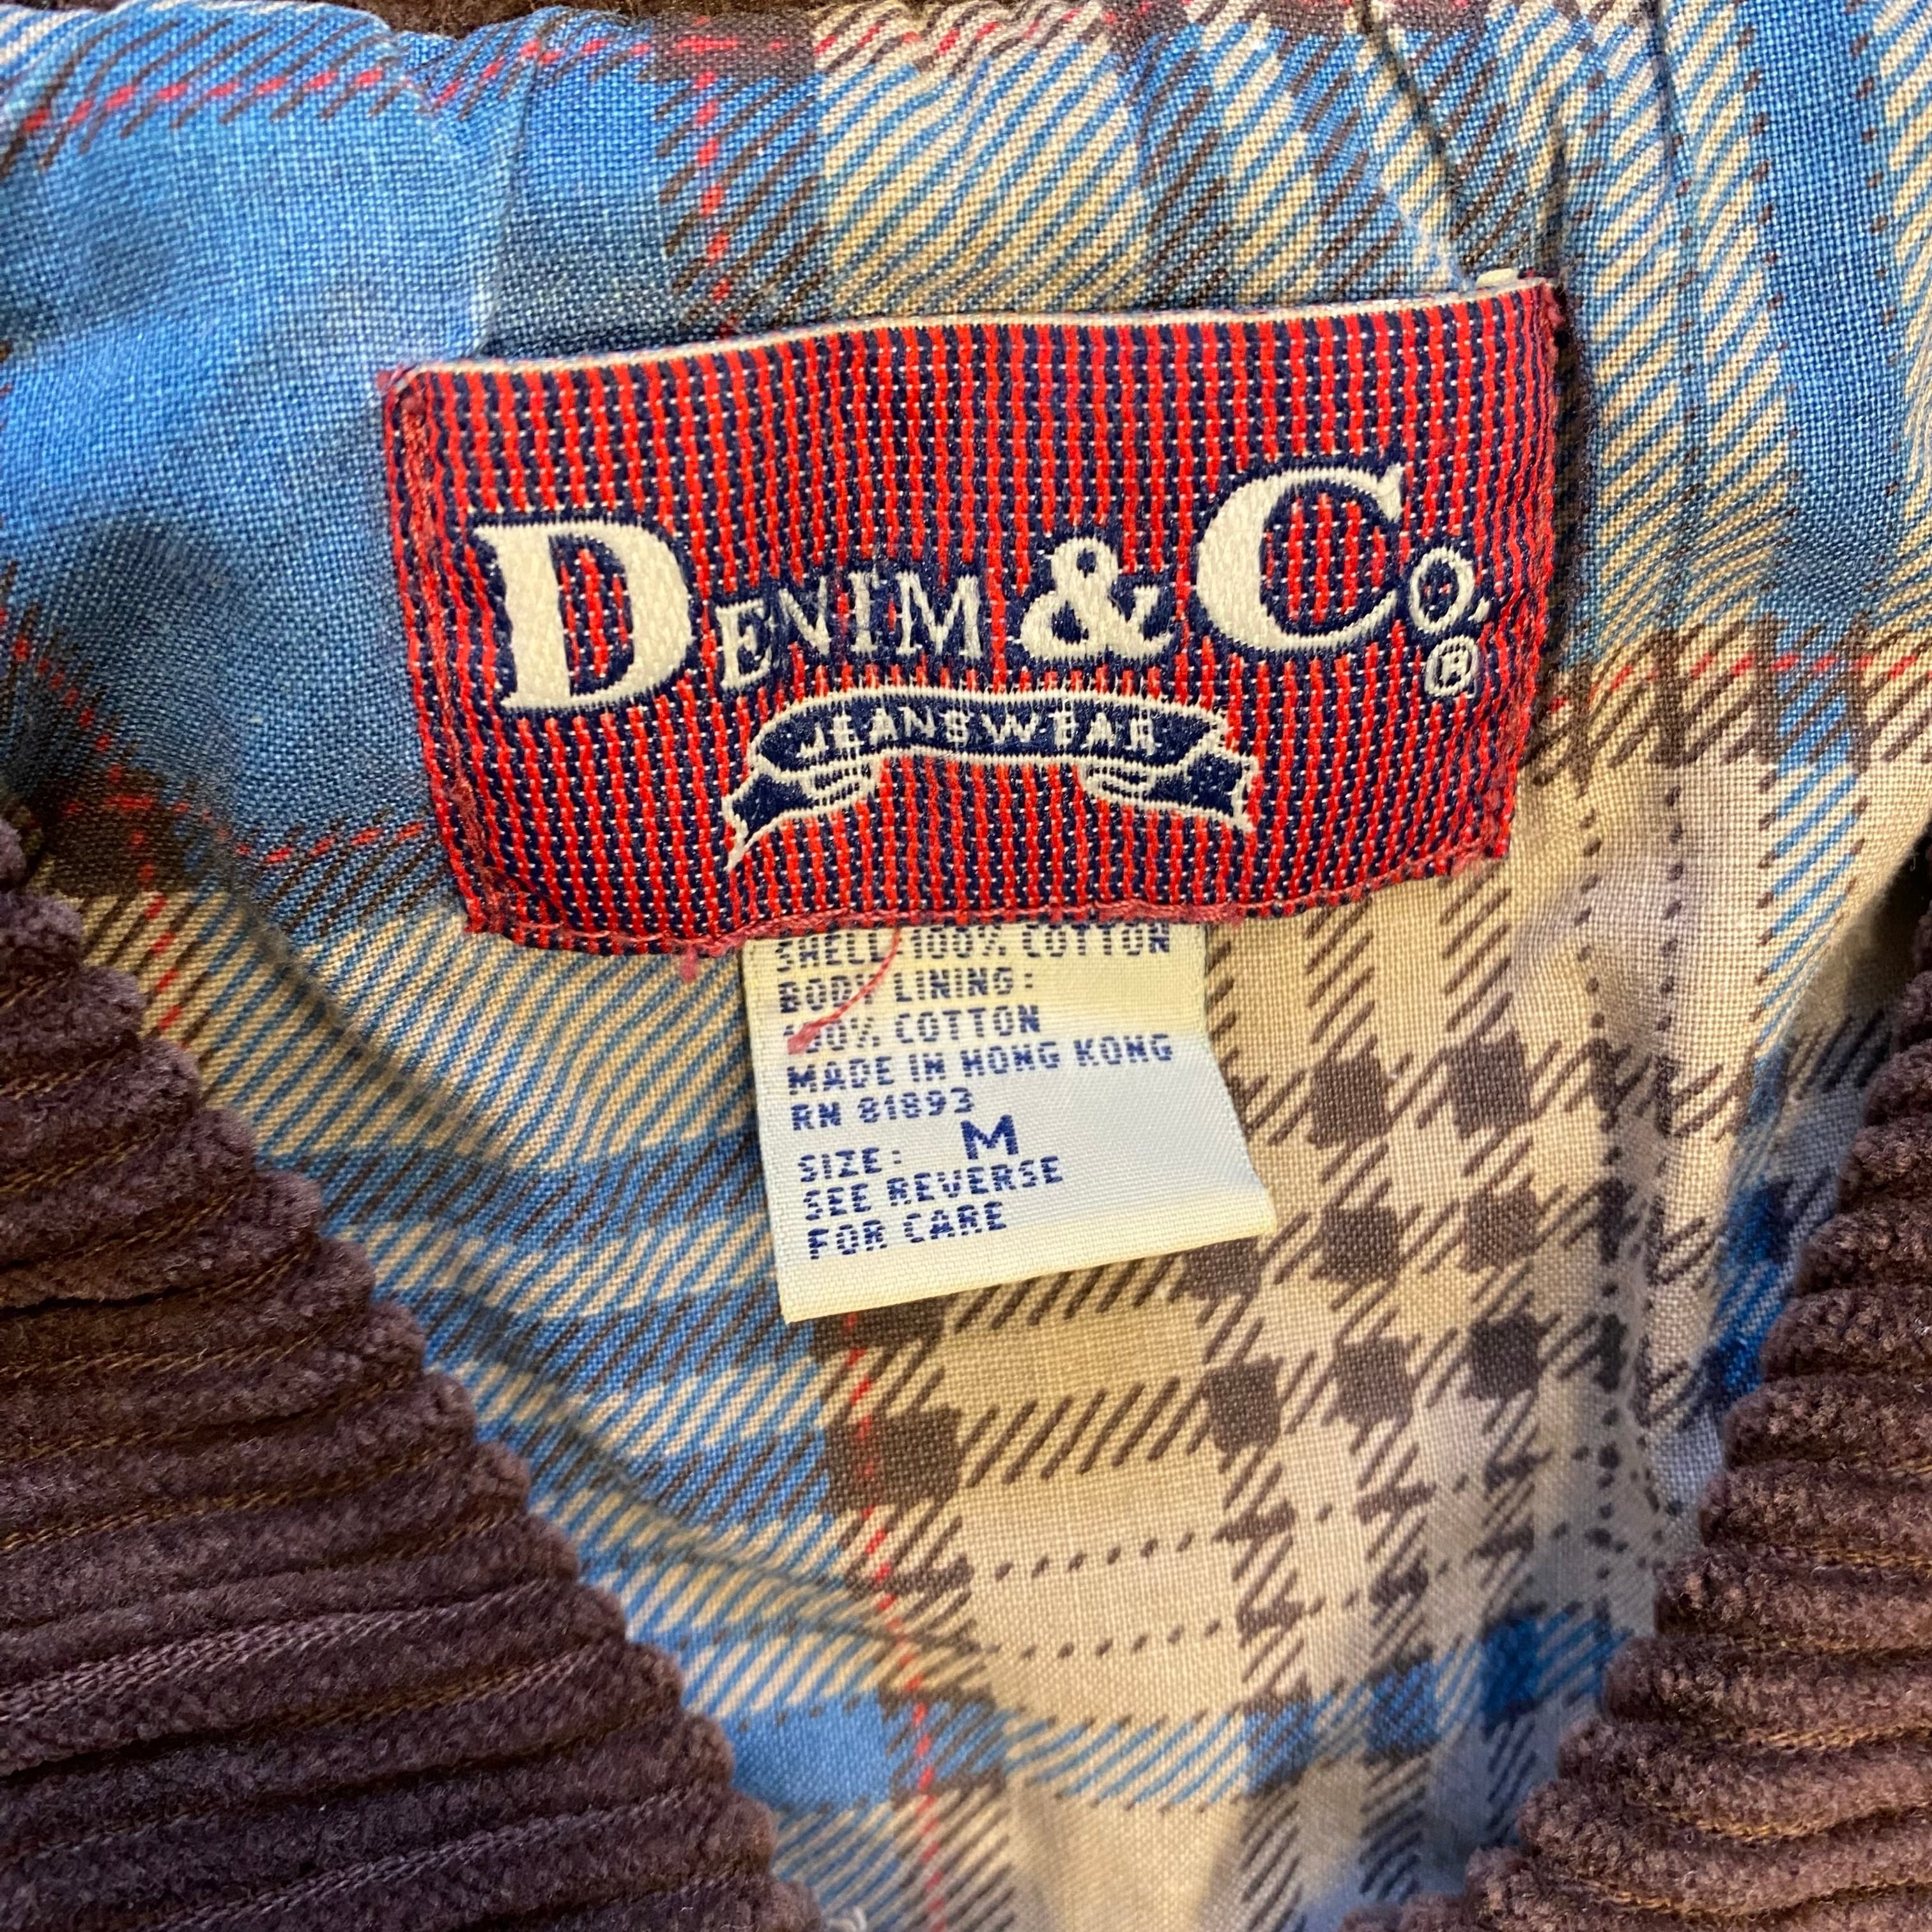 DENIM & CO.®
JEANSWEAR
SHELL 100% COTTON
BODY LINING:
100% COTTON
MADE IN HONG KONG
RN 81893
SIZE: M
SEE REVERSE
FOR CARE